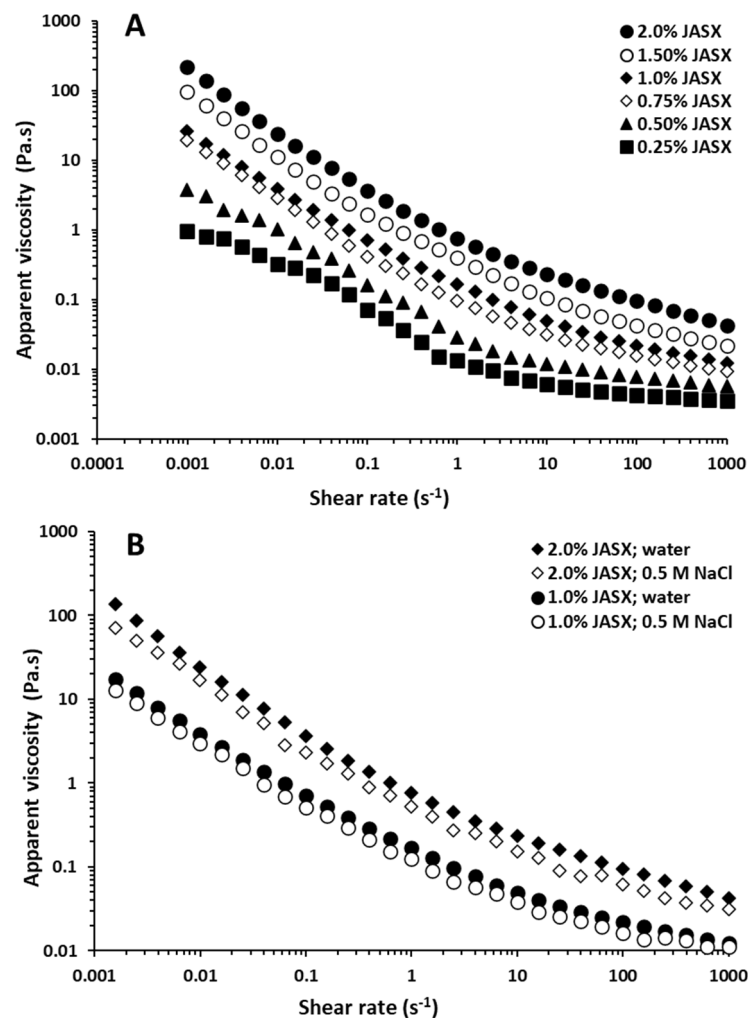 A
1000
100
10
1
0.1
0.01
0.001
Apparent viscosity (Pa.s)
2.0% JASX
1.50% JASX
1.0% JASX
0.75% JASX
0.50% JASX
0.25% JASX
0.0001 0.001 0.01 0.1 1 10 100 1000
Shear rate (s⁻¹)
B
1000
100
10
1
0.1
0.01
Apparent viscosity (Pa.s)
2.0% JASX; water
2.0% JASX; 0.5 M NaCl
1.0% JASX; water
1.0% JASX; 0.5 M NaCl
0.001 0.01 0.1 1 10 100 1000
Shear rate (s⁻¹)